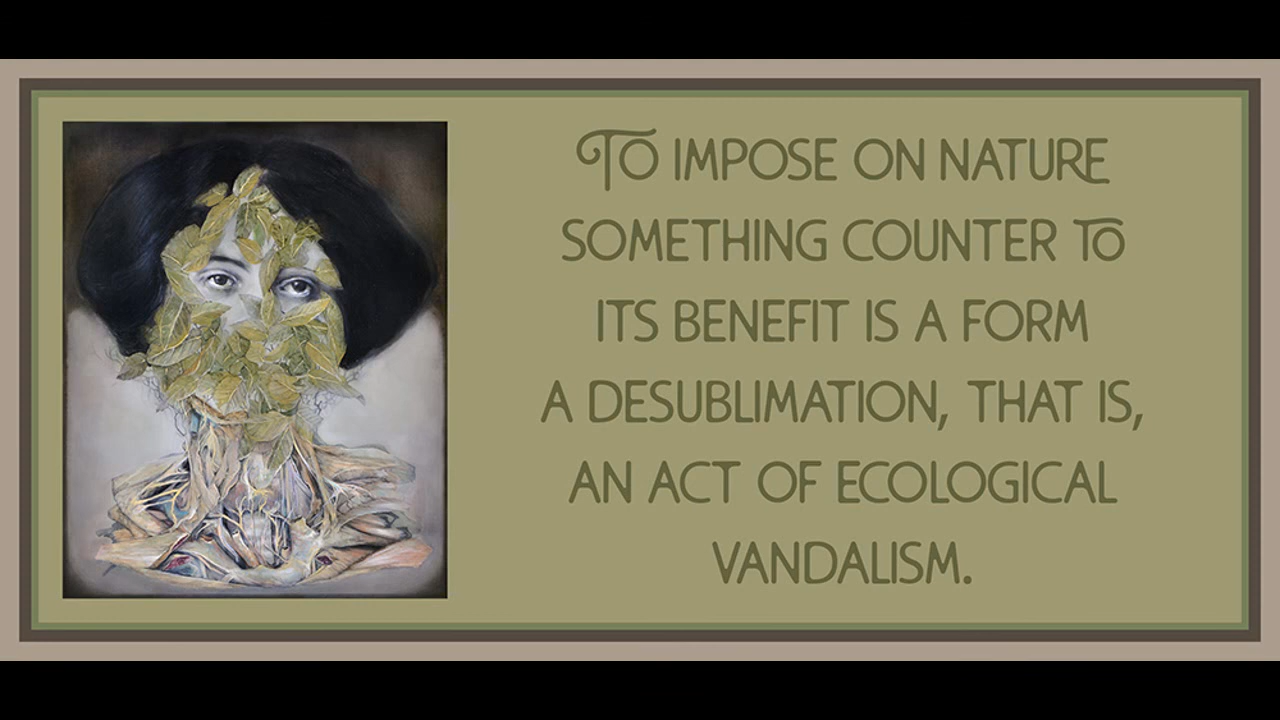 TO IMPOSE ON NATURE
SOMETHING COUNTER TO
ITS BENEFIT IS A FORM
A DESUBLIMATION, THAT IS,
AN ACT OF ECOLOGICAL
VANDALISM.